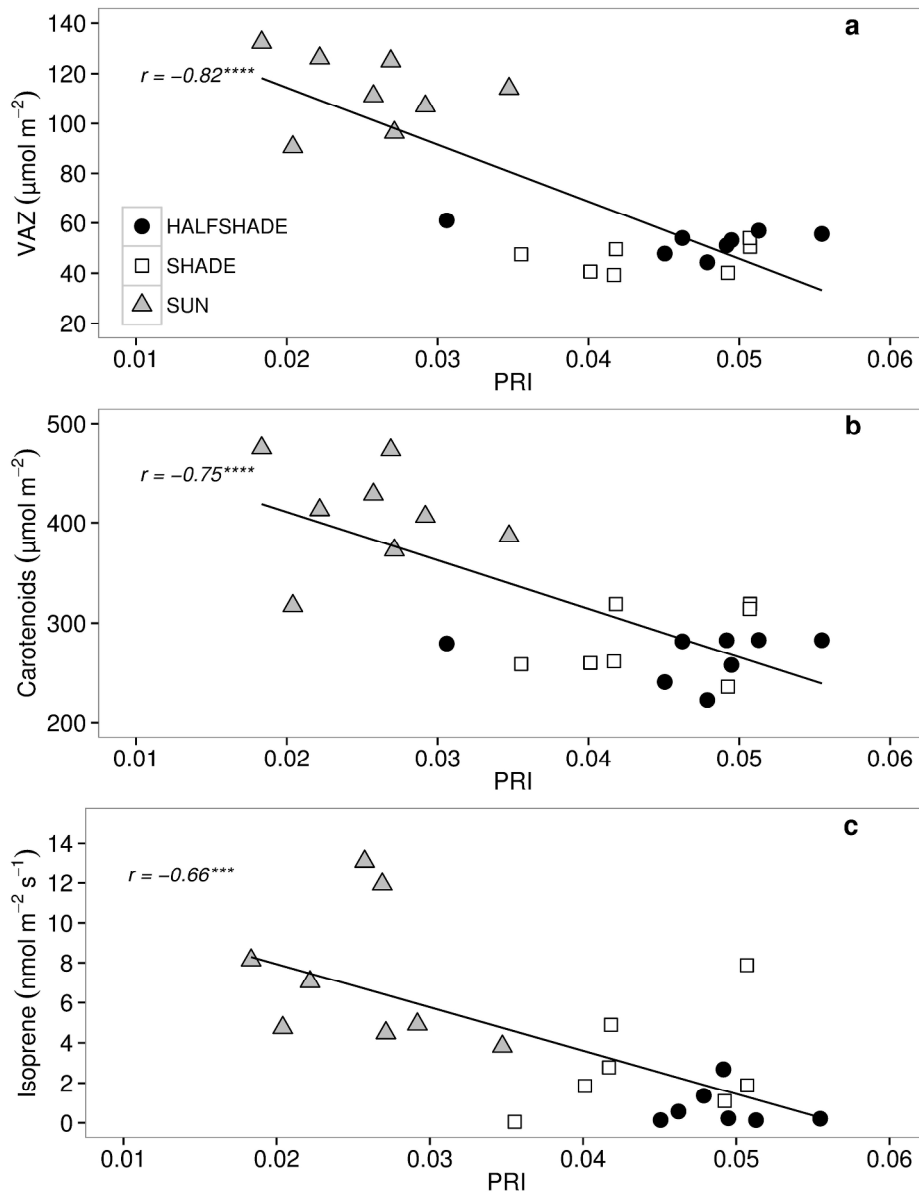 a
140
120
100
80
60
40
20
VAZ (μmol m−2)
r = −0.82****
HALFSHADE
SHADE
SUN
0.01 0.02 0.03 0.04 0.05 0.06
PRI
b
500
400
300
200
Carotenoids (μmol m−2)
r = −0.75****
0.01 0.02 0.03 0.04 0.05 0.06
PRI
c
14
12
10
8
6
4
2
0
Isoprene (nmol m−2 s−1)
r = −0.66***
0.01 0.02 0.03 0.04 0.05 0.06
PRI